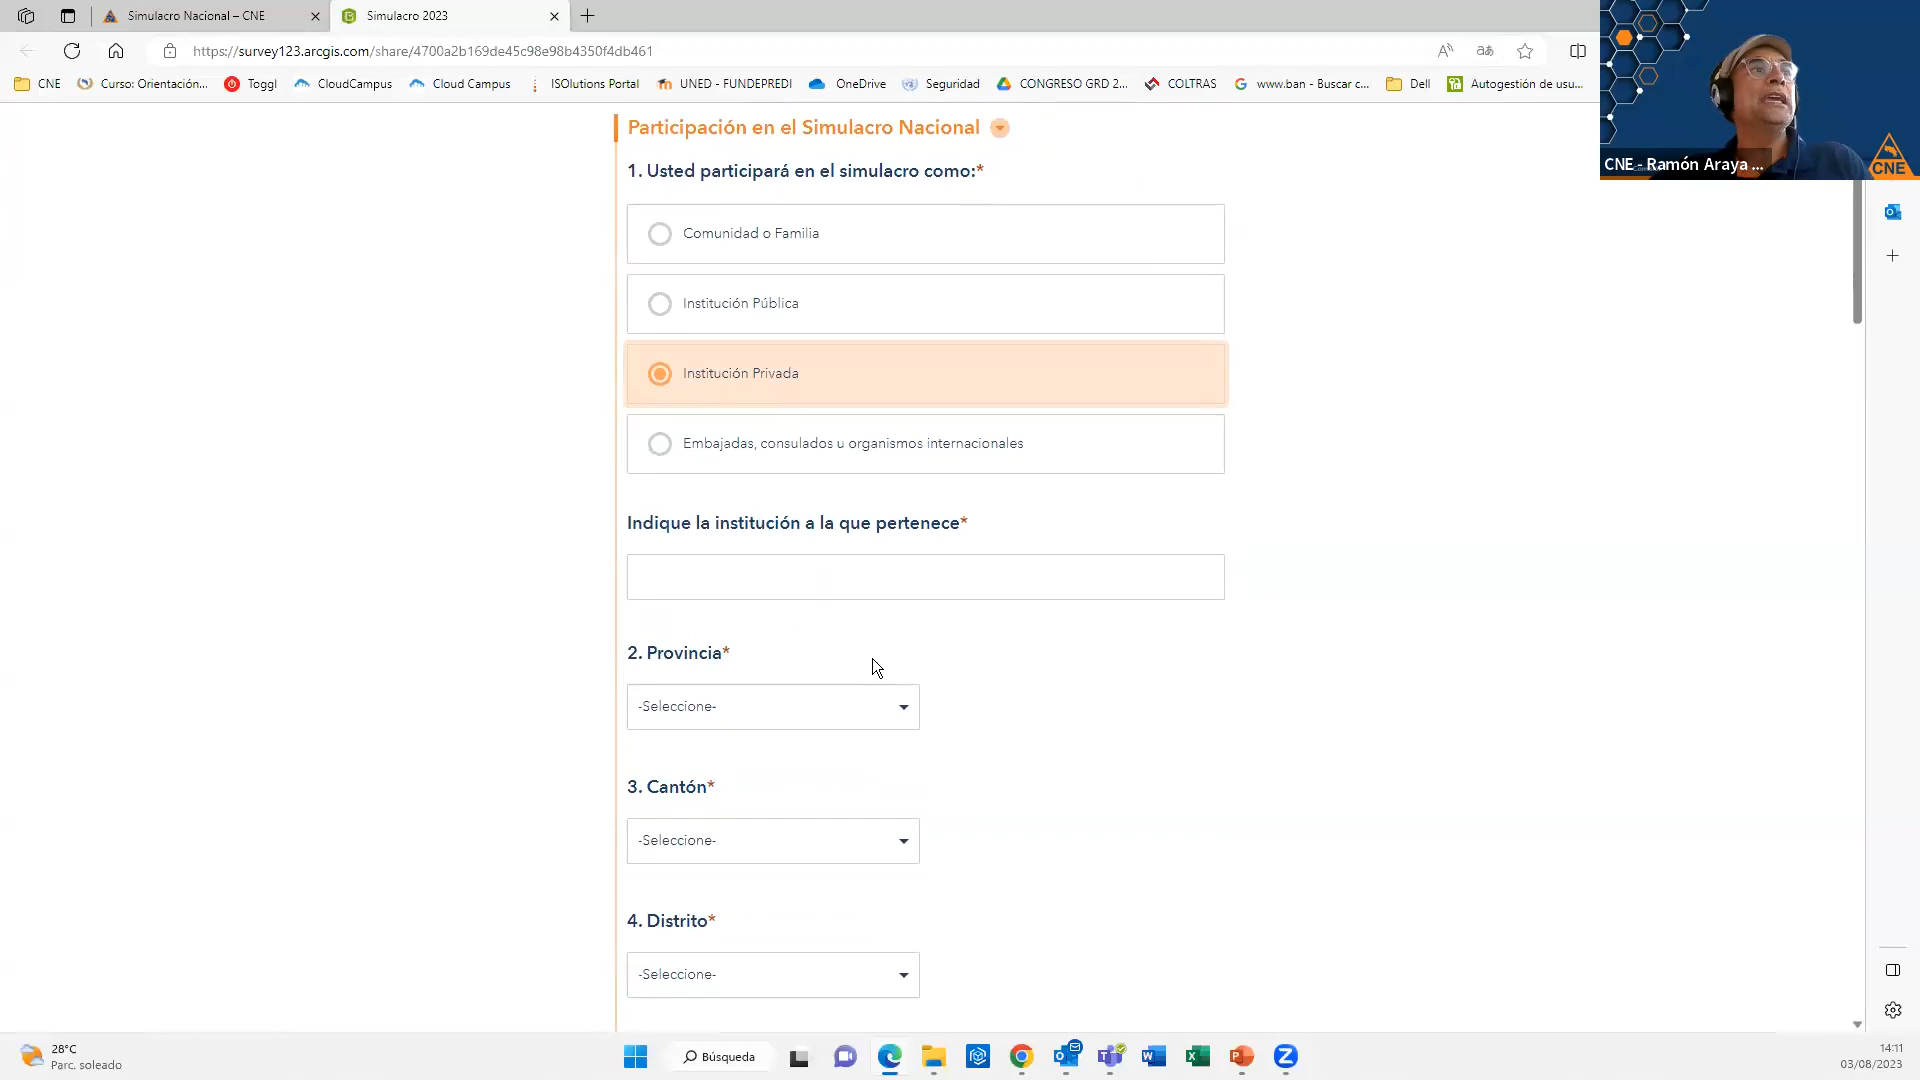 Simulacro Nacional – CNE
Simulacro 2023
https://survey123.arcgis.com/share/4700a2b169de45c98e98b4350f4db461
CNE
Curso: Orientación...
Toggl
CloudCampus
Cloud Campus
ISOlutions Portal
UNED - FUNDEPREDI
OneDrive
Seguridad
CONGRESO GRD 2...
COLTRAS
www.ban - Buscar c...
Dell
Autogestión de usu...
CNE - Ramón Araya ...
CNE
Participación en el Simulacro Nacional
1. Usted participará en el simulacro como:*
Comunidad o Familia
Institución Pública
Institución Privada
Embajadas, consulados u organismos internacionales
Indique la institución a la que pertenece*
2. Provincia*
-Seleccione-
3. Cantón*
-Seleccione-
4. Distrito*
-Seleccione-
28°C
Parc. soleado
Búsqueda
14:11
03/08/2023